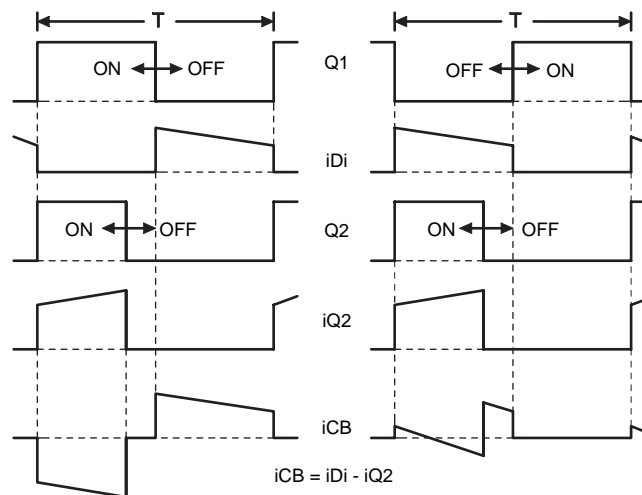 T T
ON OFF Q1 OFF ON
iDi
ON OFF Q2 ON OFF
iQ2
iCB
iCB = iDi - iQ2